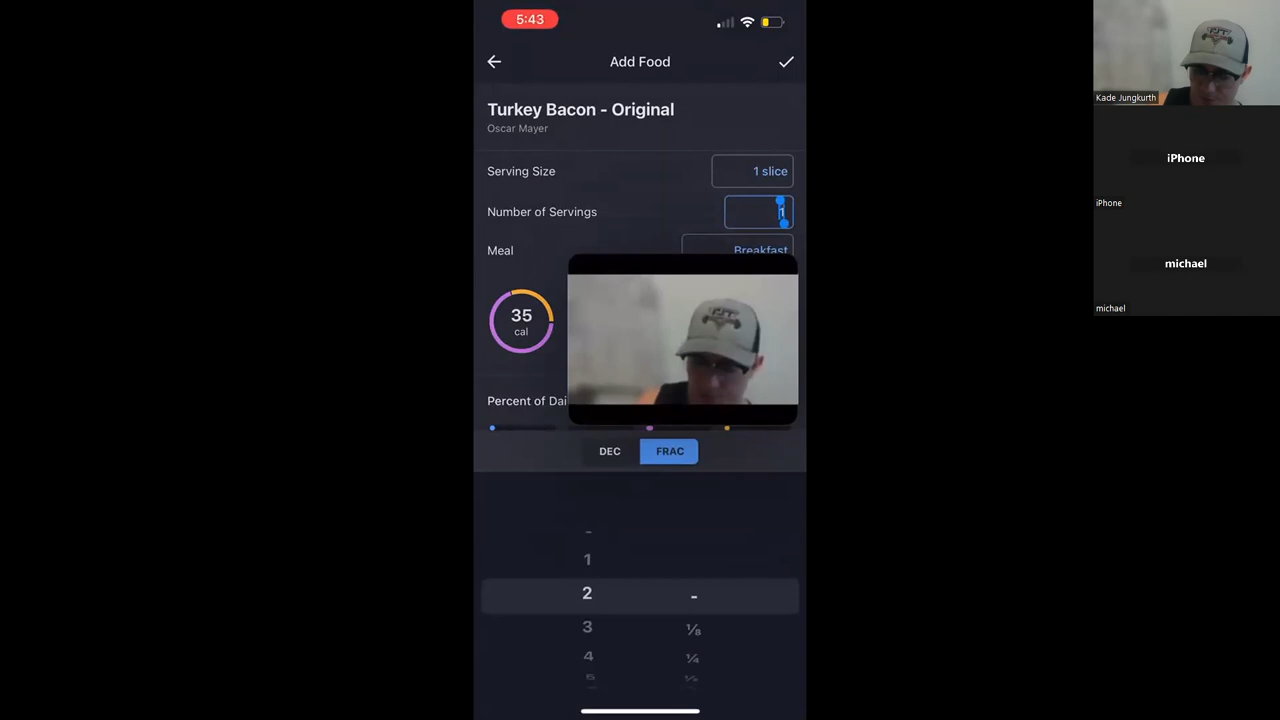 5:43
Add Food
Turkey Bacon - Original
Oscar Mayer
Serving Size
1 slice
Number of Servings
1
Meal
Breakfast
35
cal
Percent of Dai
DEC
FRAC
-
1
2
-
3
1/8
4
1/4
5
Kade Jungkurth
iPhone
iPhone
michael
michael